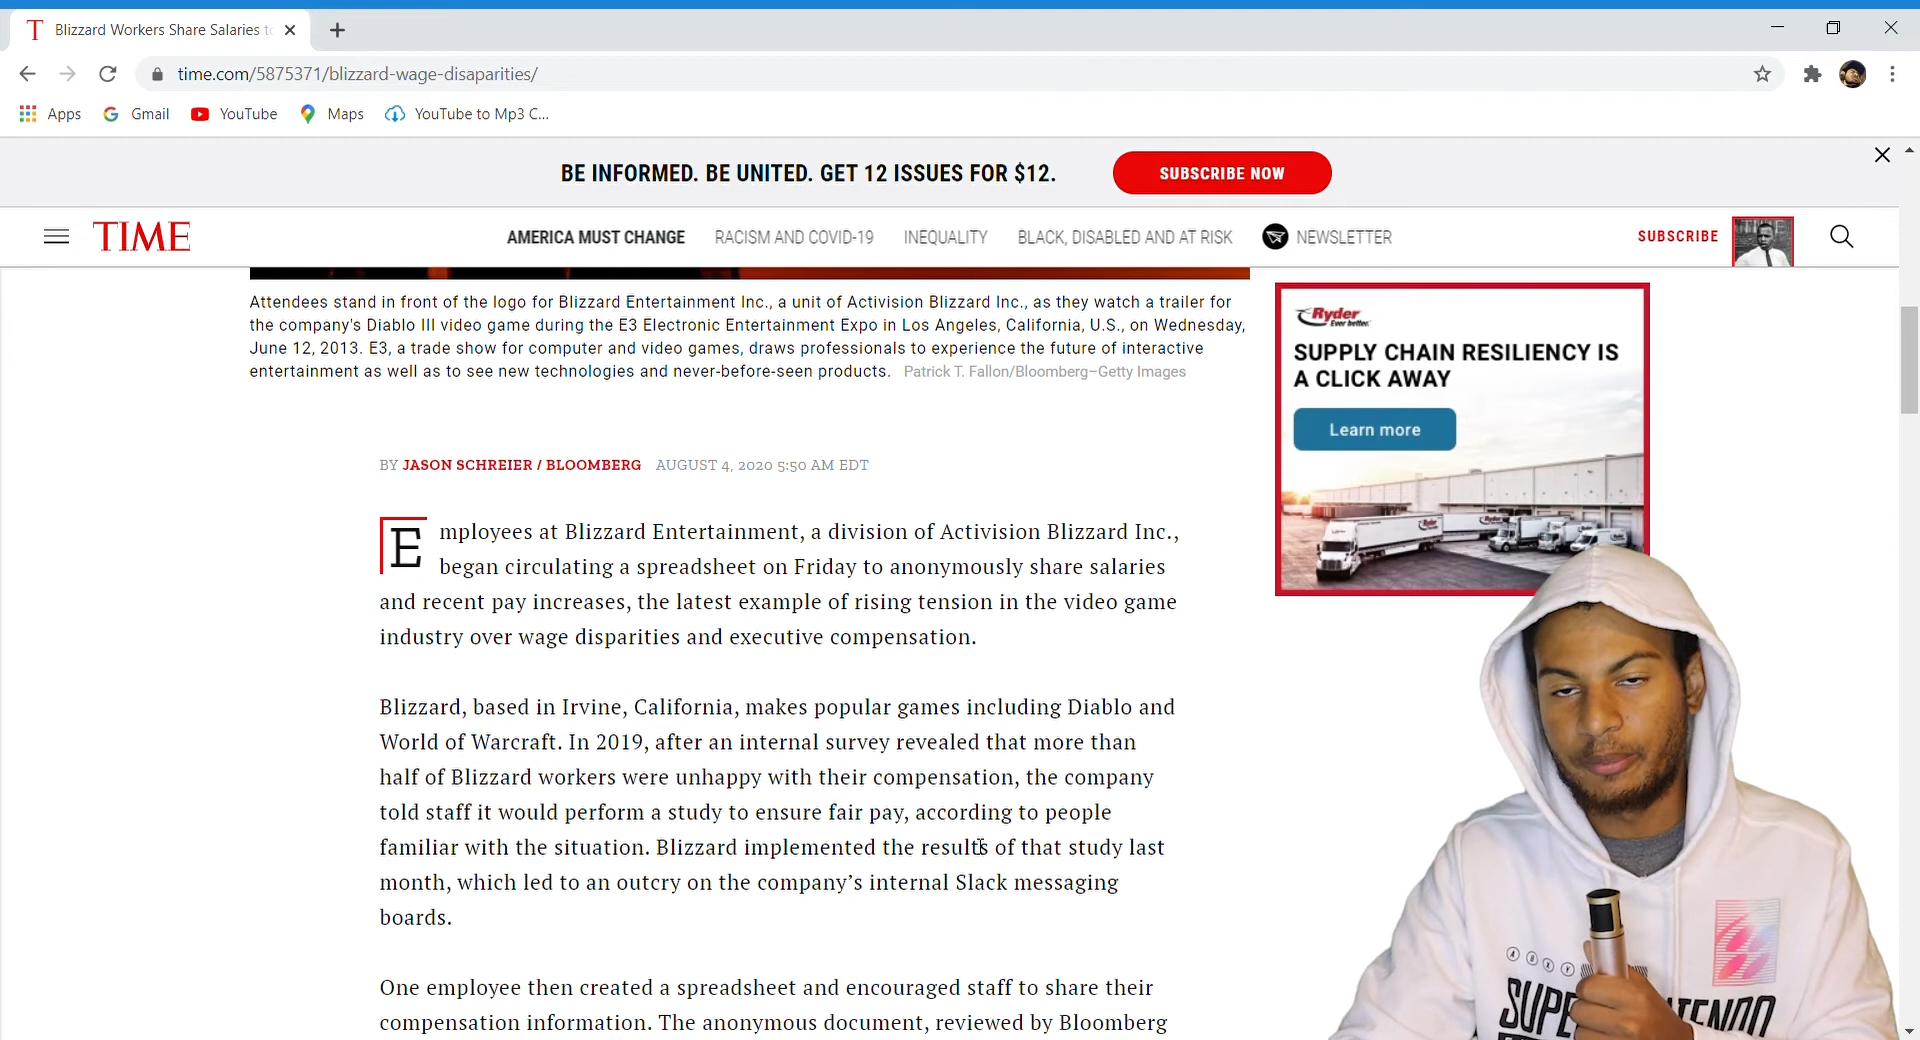 Blizzard Workers Share Salaries to
time.com/5875371/blizzard-wage-disaparities/
Apps Gmail YouTube Maps YouTube to Mp3 C...
BE INFORMED. BE UNITED. GET 12 ISSUES FOR $12. SUBSCRIBE NOW
TIME AMERICA MUST CHANGE RACISM AND COVID-19 INEQUALITY BLACK, DISABLED AND AT RISK NEWSLETTER SUBSCRIBE
Attendees stand in front of the logo for Blizzard Entertainment Inc., a unit of Activision Blizzard Inc., as they watch a trailer for
the company's Diablo III video game during the E3 Electronic Entertainment Expo in Los Angeles, California, U.S., on Wednesday,
June 12, 2013. E3, a trade show for computer and video games, draws professionals to experience the future of interactive
entertainment as well as to see new technologies and never-before-seen products. Patrick T. Fallon/Bloomberg–Getty Images
Ryder
Ever better.
SUPPLY CHAIN RESILIENCY IS
A CLICK AWAY
Learn more
BY JASON SCHREIER / BLOOMBERG AUGUST 4, 2020 5:50 AM EDT
Employees at Blizzard Entertainment, a division of Activision Blizzard Inc.,
began circulating a spreadsheet on Friday to anonymously share salaries
and recent pay increases, the latest example of rising tension in the video game
industry over wage disparities and executive compensation.
Blizzard, based in Irvine, California, makes popular games including Diablo and
World of Warcraft. In 2019, after an internal survey revealed that more than
half of Blizzard workers were unhappy with their compensation, the company
told staff it would perform a study to ensure fair pay, according to people
familiar with the situation. Blizzard implemented the results of that study last
month, which led to an outcry on the company's internal Slack messaging
boards.
One employee then created a spreadsheet and encouraged staff to share their
compensation information. The anonymous document, reviewed by Bloomberg
A B X Y
SUPE
TENDO